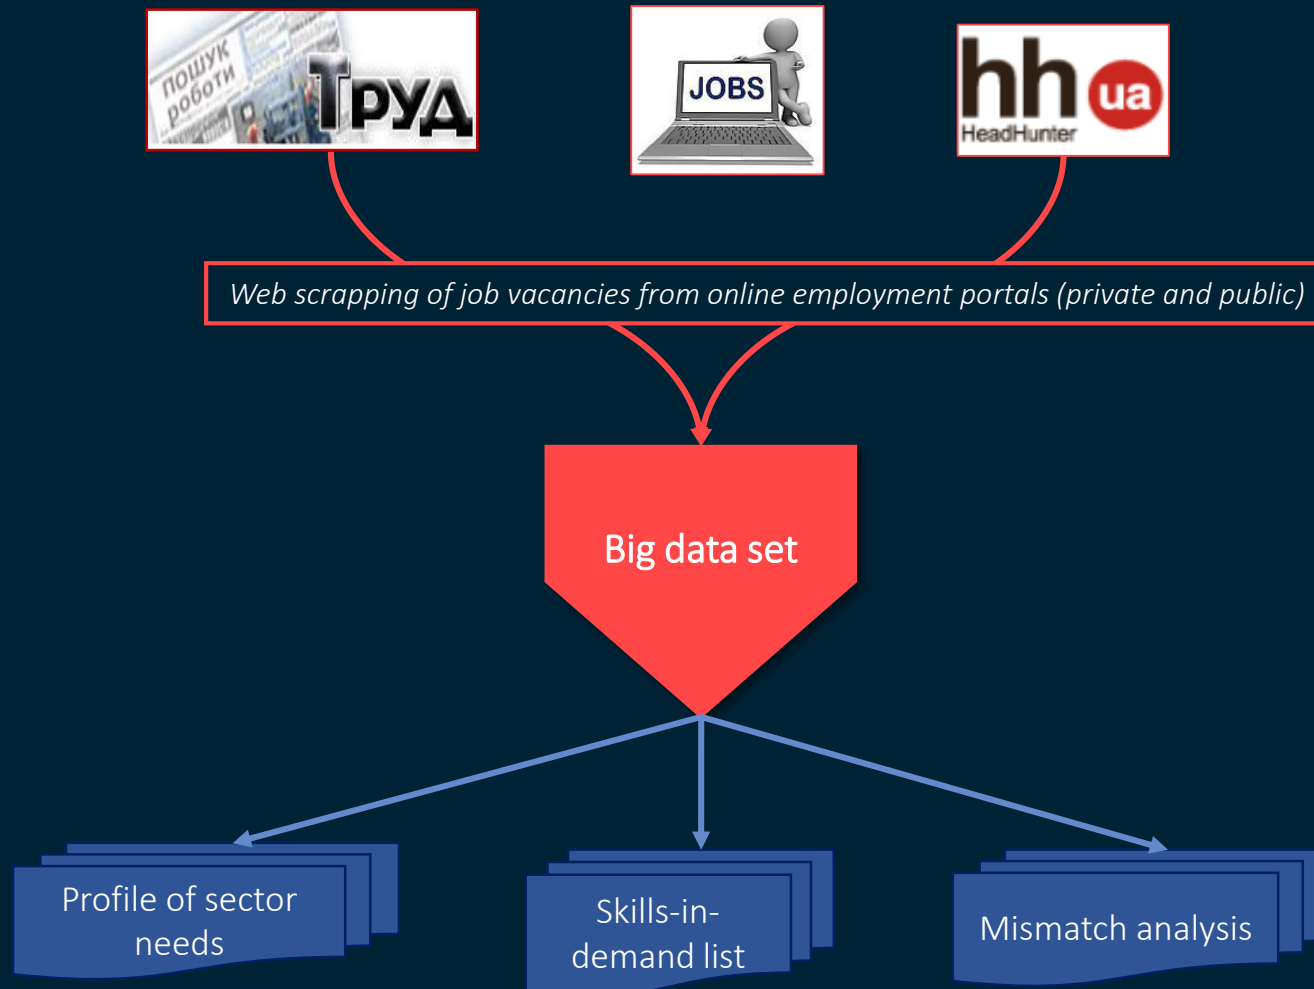 ПОШУК
роботи
Труд
JOBS
hh ua
HeadHunter
Web scrapping of job vacancies from online employment portals (private and public)
Big data set
Profile of sector
needs
Skills-in-
demand list
Mismatch analysis